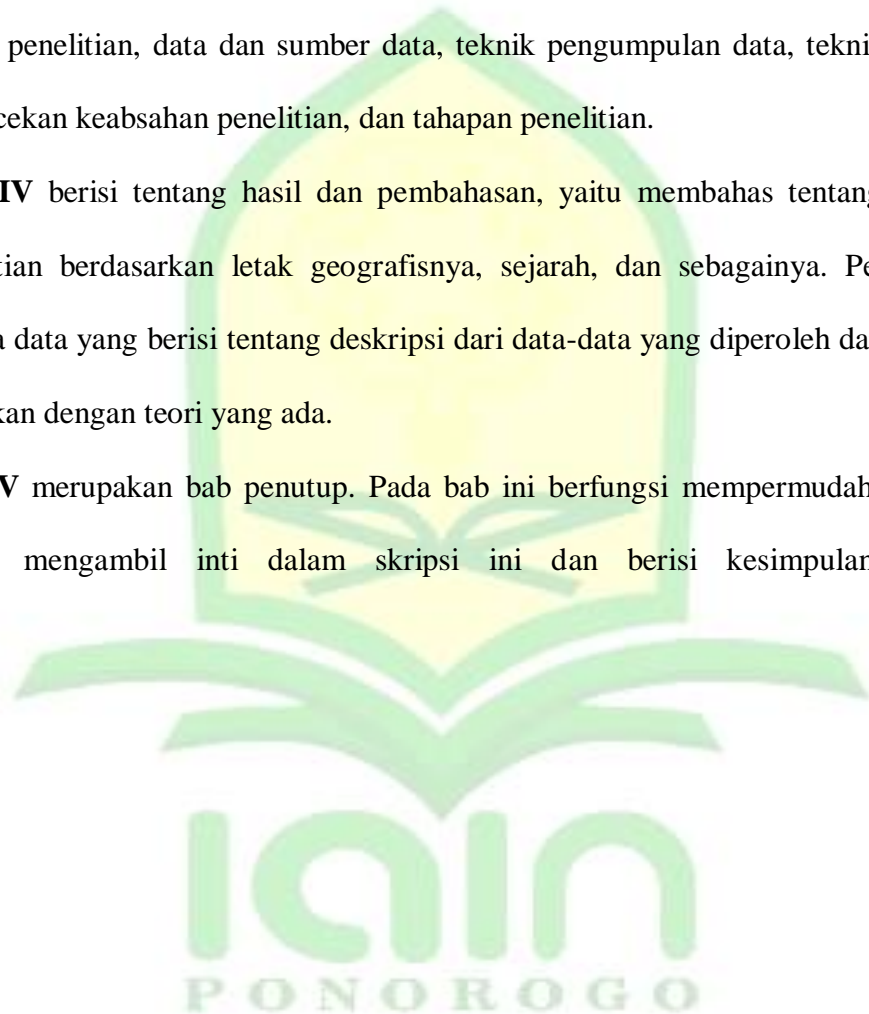 penelitian, data dan sumber data, teknik pengumpulan data, tekni
cekan keabsahan penelitian, dan tahapan penelitian.
IV berisi tentang hasil dan pembahasan, yaitu membahas tentang
tian berdasarkan letak geografisnya, sejarah, dan sebagainya. Pe
a data yang berisi tentang deskripsi dari data-data yang diperoleh da
kan dengan teori yang ada.
V merupakan bab penutup. Pada bab ini berfungsi mempermudah
mengambil inti dalam skripsi ini dan berisi kesimpulan
iain
PONOROGO